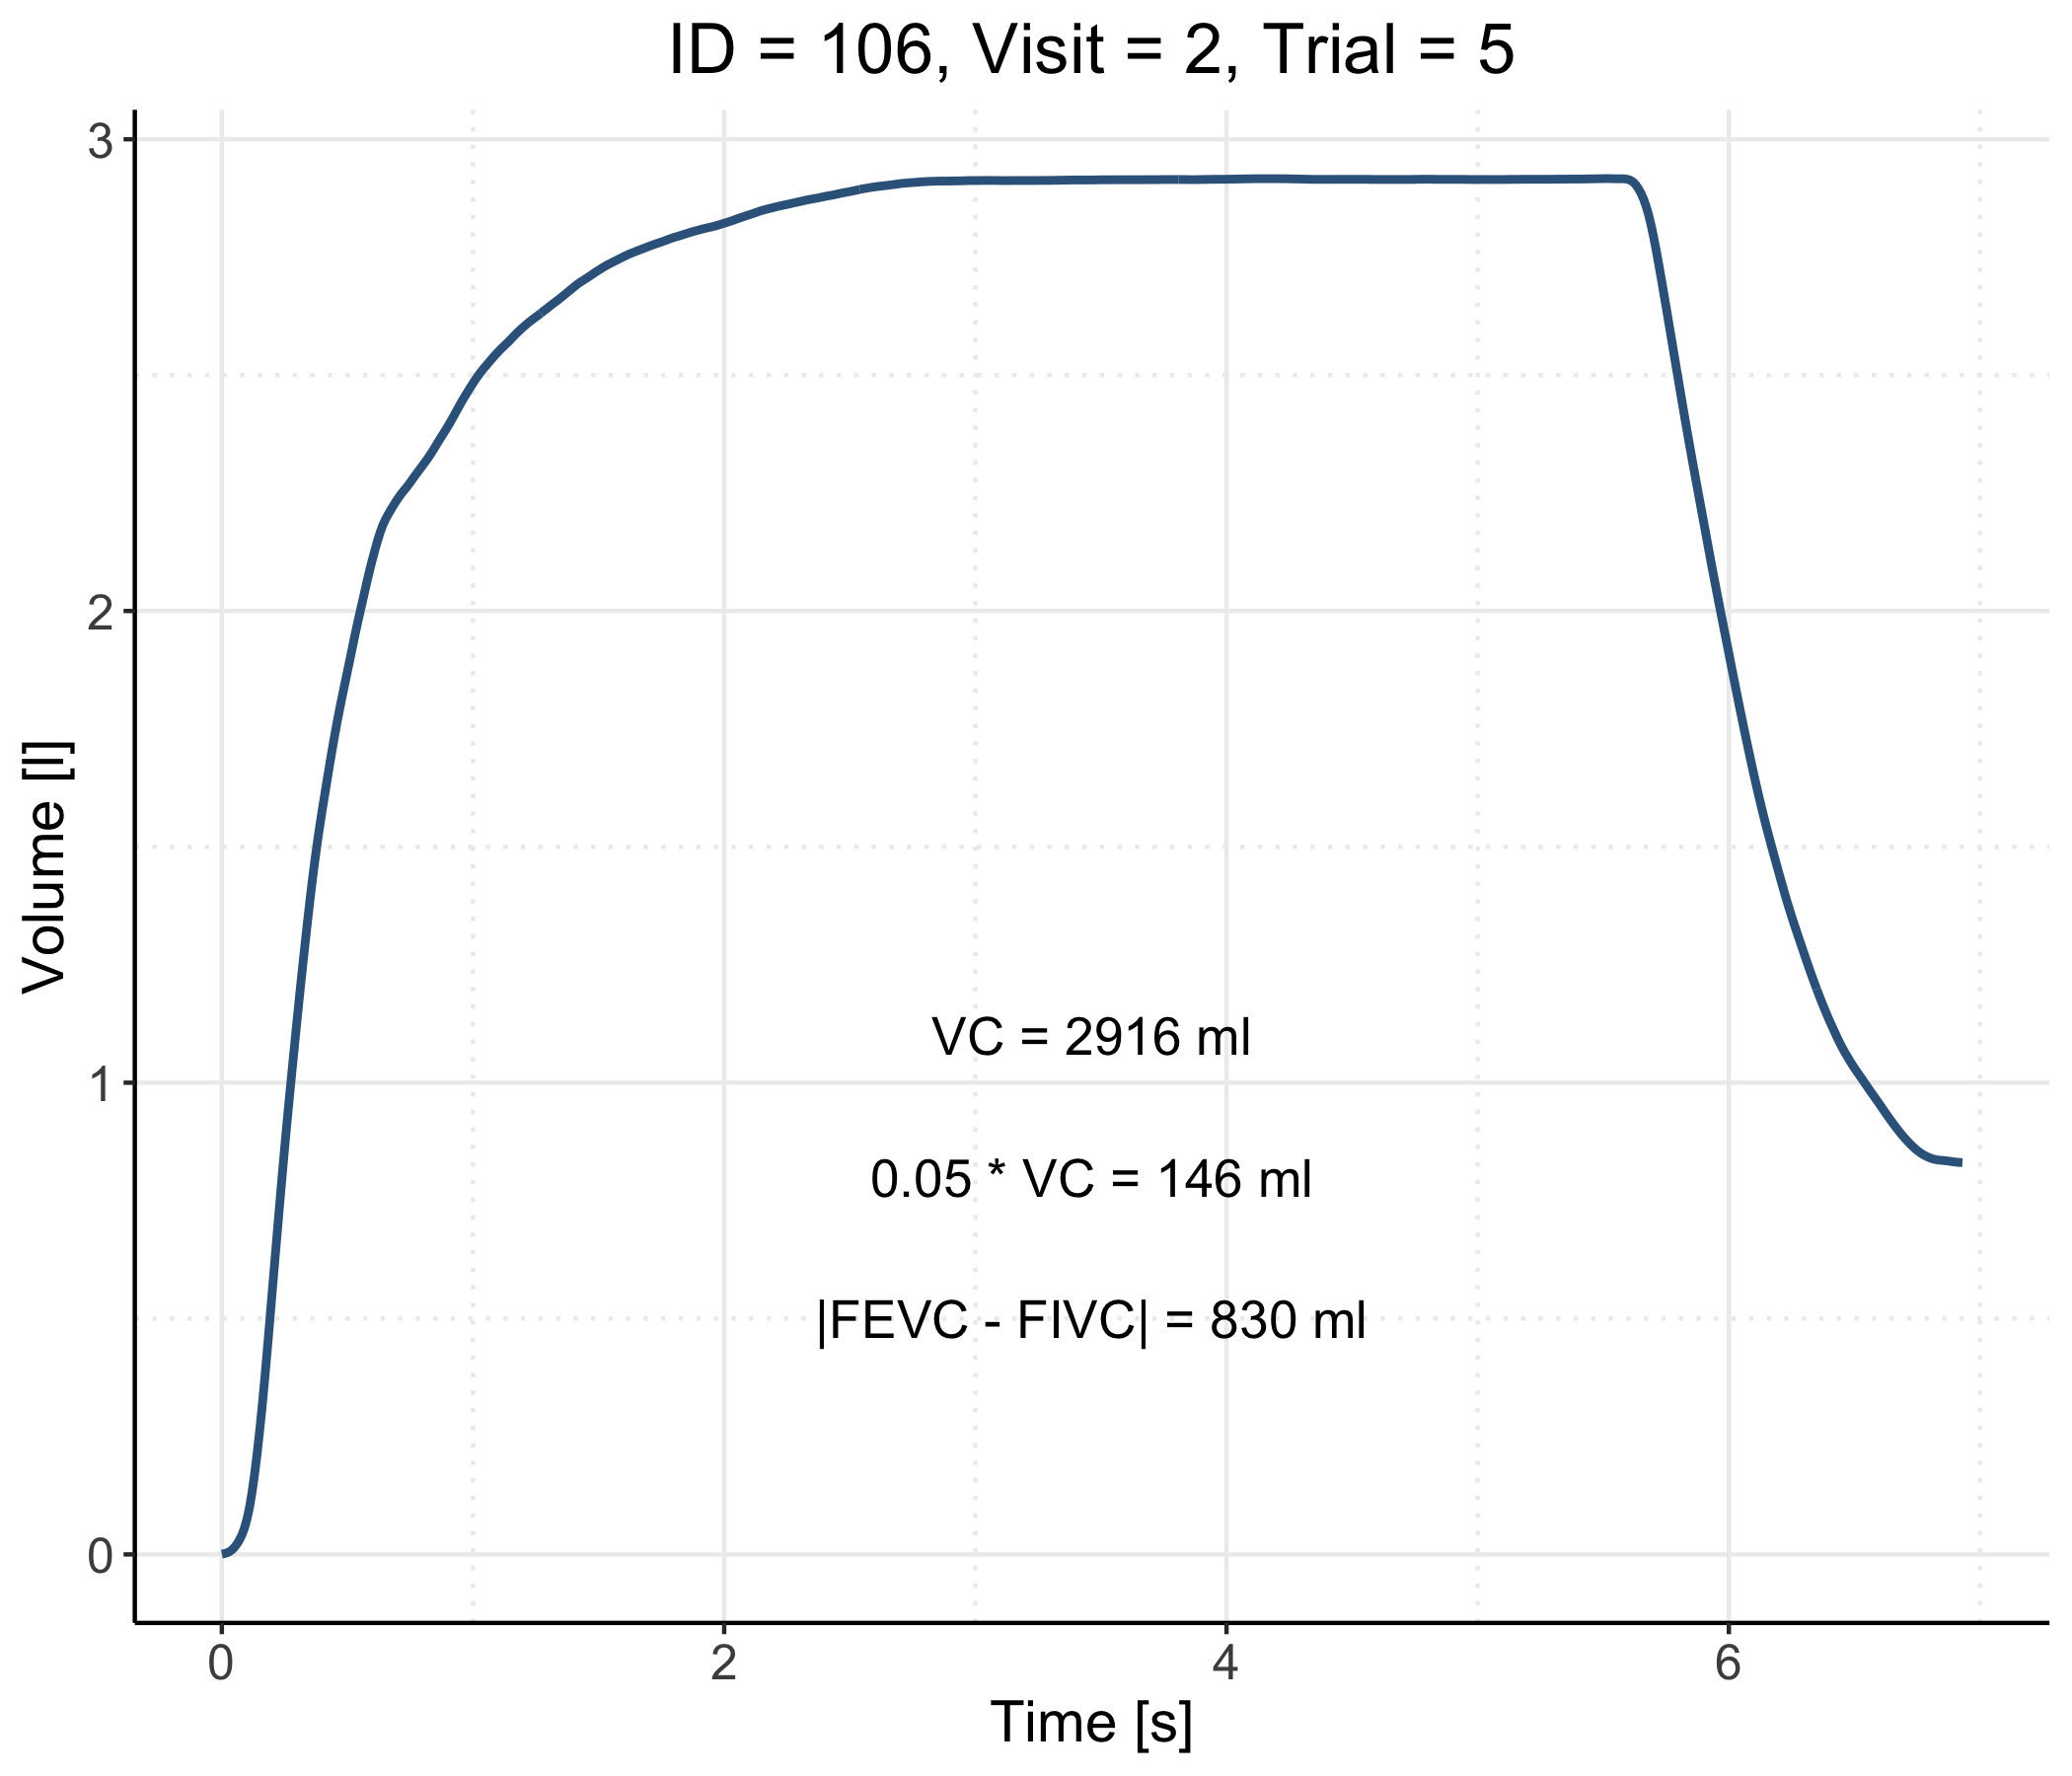 ID = 106, Visit = 2, Trial = 5
3
2
1
0
Volume [l]
VC = 2916 ml
0.05 * VC = 146 ml
|FEVC - FIVC| = 830 ml
0 2 4 6
Time [s]